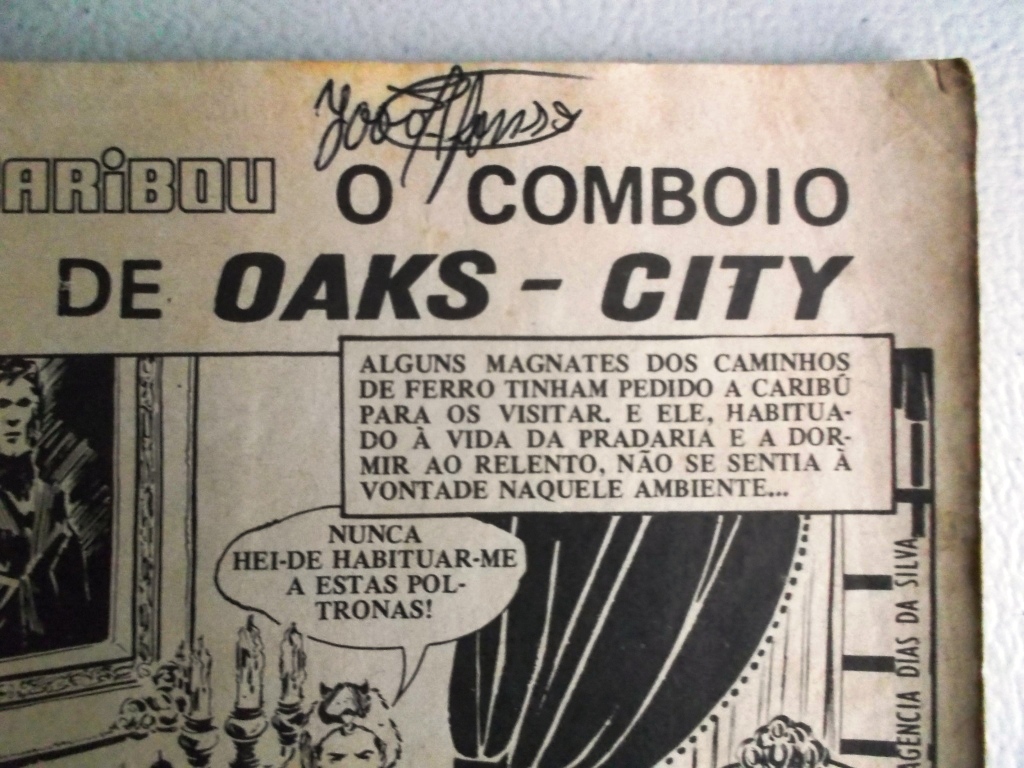 João Afonso
ARiBOU O COMBOIO
DE OAKS - CITY
ALGUNS MAGNATES DOS CAMINHOS
DE FERRO TINHAM PEDIDO A CARIBÚ
PARA OS VISITAR. E ELE, HABITUA-
DO À VIDA DA PRADARIA E A DOR-
MIR AO RELENTO, NÃO SE SENTIA À
VONTADE NAQUELE AMBIENTE...
NUNCA
HEI-DE HABITUAR-ME
A ESTAS POL-
TRONAS!
AGENCIA DIAS DA SILVA